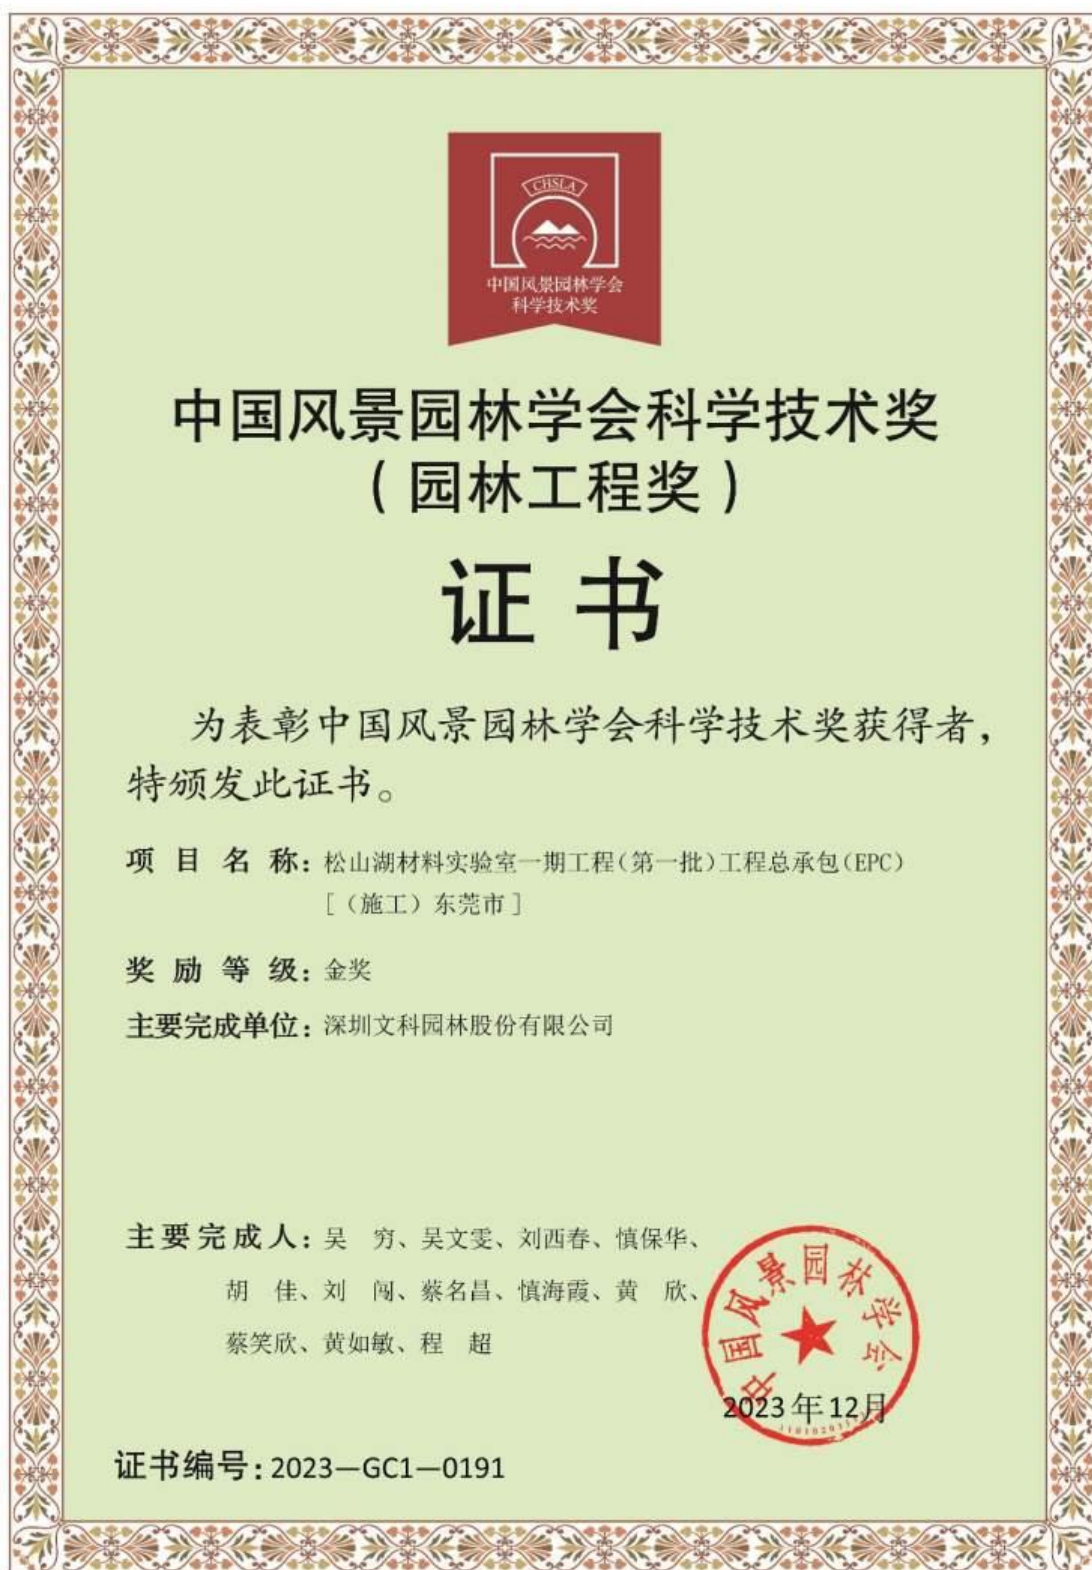 CHSLA
中国风景园林学会
科学技术奖
中国风景园林学会科学技术奖
(园林工程奖)
证书
为表彰中国风景园林学会科学技术奖获得者,
特颁发此证书。
项目名称:松山湖材料实验室一期工程(第一批)工程总承包(EPC)
[(施工)东莞市]
奖励等级:金奖
主要完成单位:深圳文科园林股份有限公司
主要完成人:吴 穷、吴文雯、刘西春、慎保华、
胡 佳、刘 闯、蔡名昌、慎海霞、黄 欣、
蔡笑欣、黄如敏、程 超
中国风景园林学会
2023年12月
证书编号:2023—GC1—0191